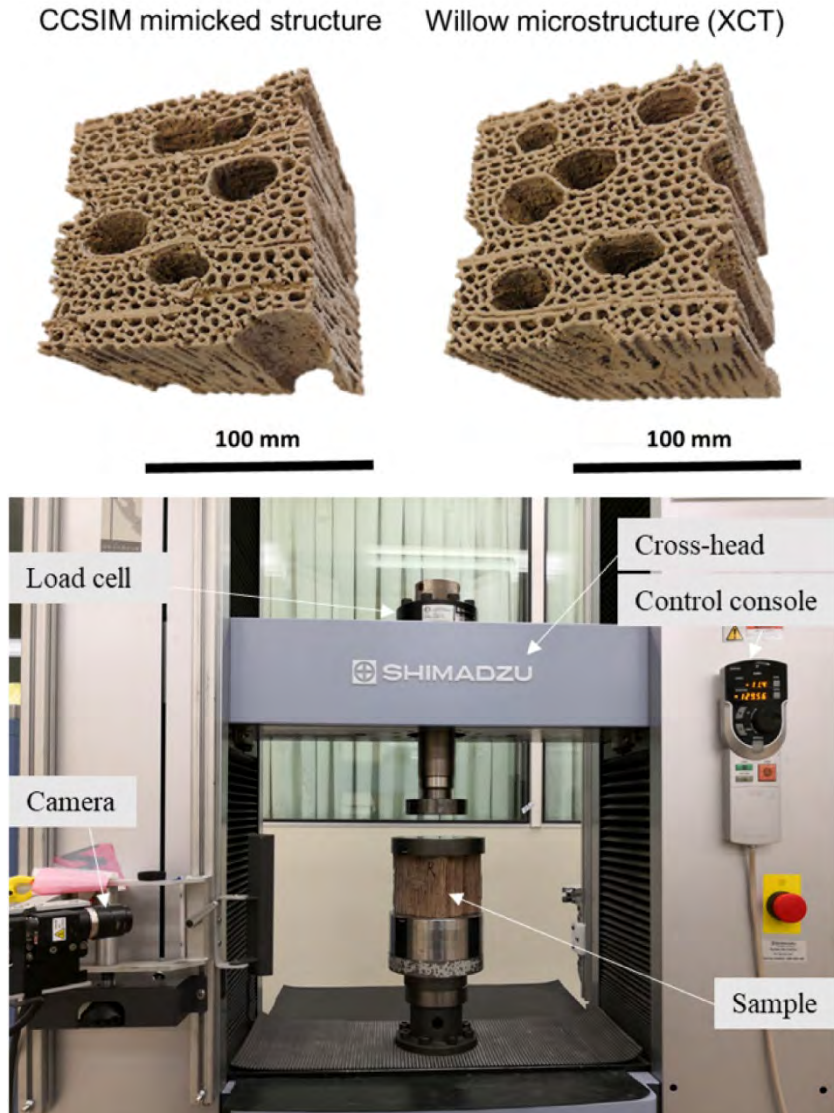 CCSIM mimicked structure
Willow microstructure (XCT)
100 mm
100 mm
Load cell
Cross-head
Control console
SHIMADZU
Camera
R
Sample